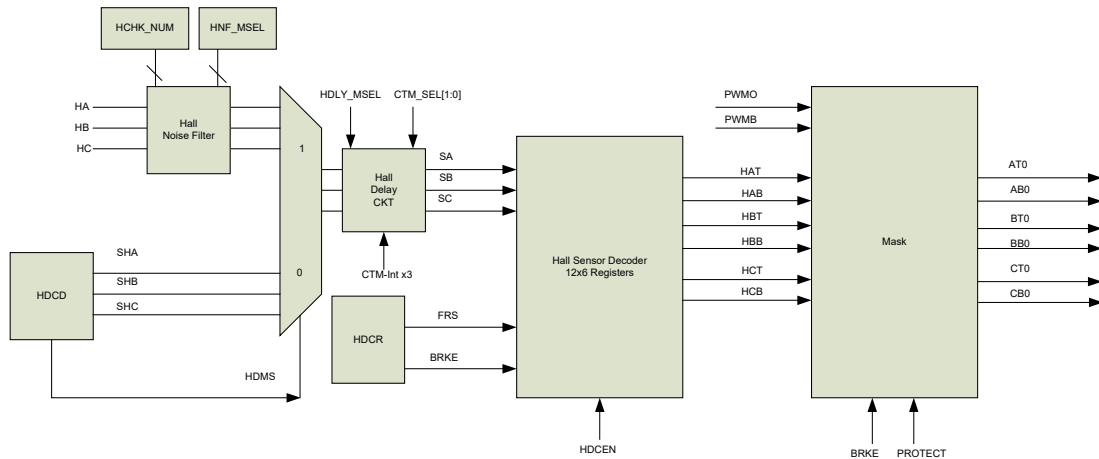 HCHK_NUM
HNF_MSEL
HA
HB
HC
Hall
Noise Filter
1
0
HDLY_MSEL
CTM_SEL[1:0]
Hall
Delay
CKT
CTM-Int x3
SA
SB
SC
HDCD
SHA
SHB
SHC
HDMS
HDCR
FRS
BRKE
Hall Sensor Decoder
12x6 Registers
HDCEN
PWMO
PWMB
HAT
HAB
HBT
HBB
HCT
HCB
Mask
BRKE
PROTECT
AT0
AB0
BT0
BB0
CT0
CB0